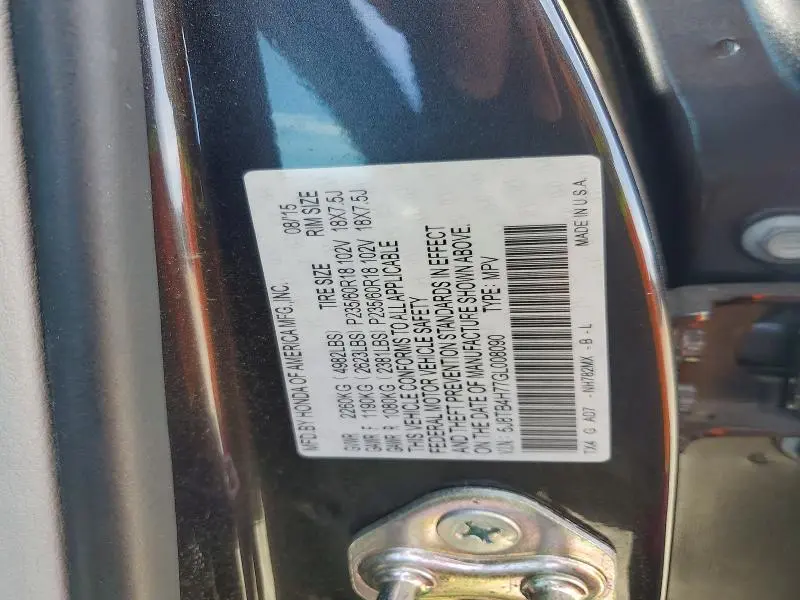 MFD.BY HONDA OF AMERICA MFG., INC. 08/15
TIRE SIZE RIM SIZE
GVWR 2260KG (4982LBS)
GAWR F 1190KG (2623LBS) P235/60R18 102V 18X7.5J
GAWR R 1080KG (2381LBS) P235/60R18 102V 18X7.5J
THIS VEHICLE CONFORMS TO ALL APPLICABLE
FEDERAL MOTOR VEHICLE SAFETY
AND THEFT PREVENTION STANDARDS IN EFFECT
ON THE DATE OF MANUFACTURE SHOWN ABOVE.
V.I.N.: 5J8TB4H77GL008090 TYPE: MPV
TX4 G A07 - NH782MX - B - L MADE IN U.S.A.